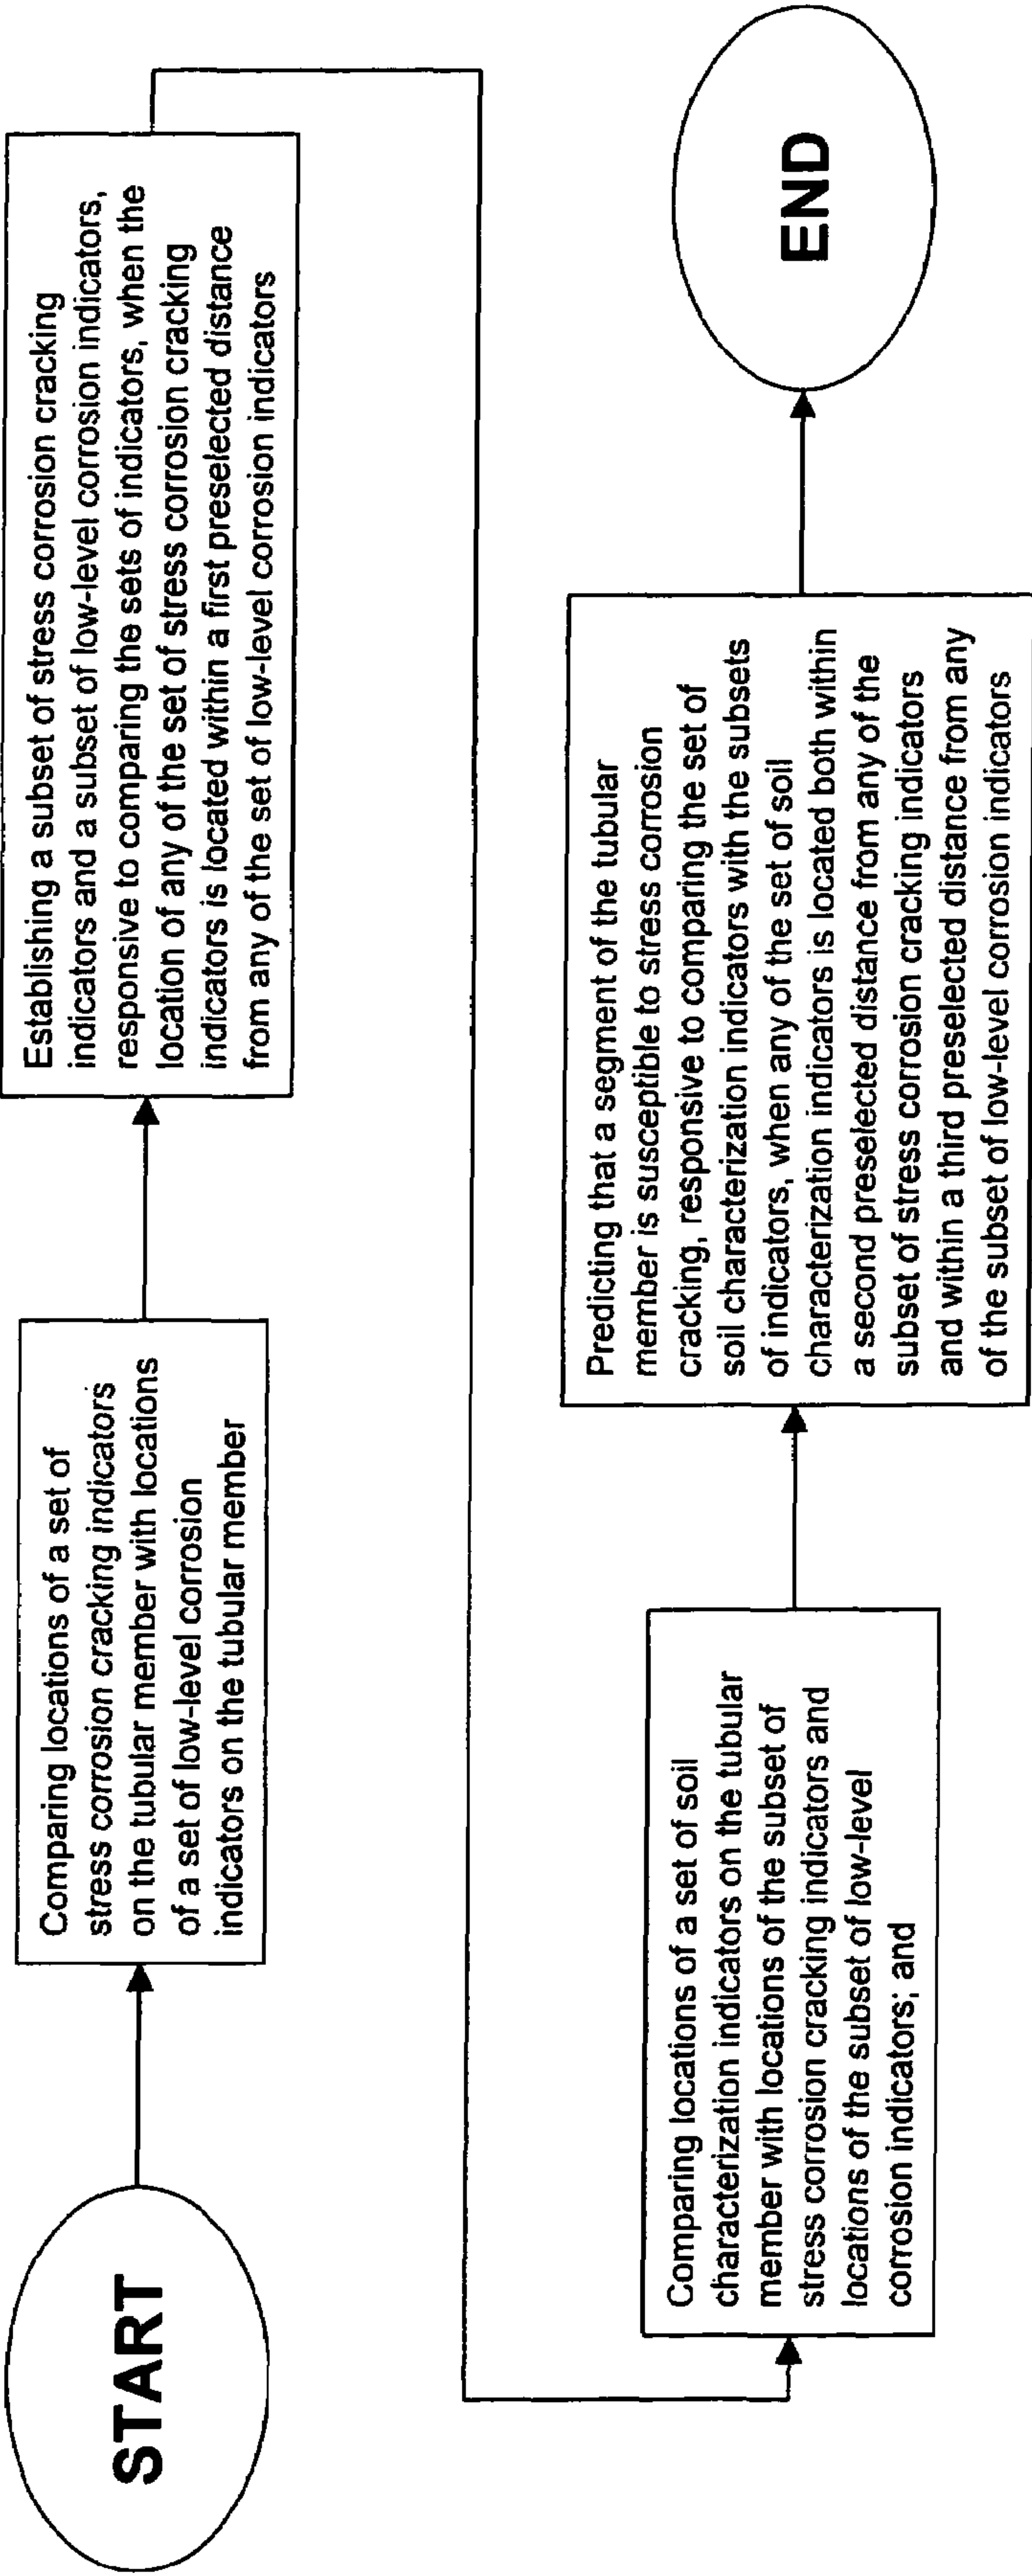 START
Comparing locations of a set of
stress corrosion cracking indicators
on the tubular member with locations
of a set of low-level corrosion
indicators on the tubular member
Establishing a subset of stress corrosion cracking
indicators and a subset of low-level corrosion indicators,
responsive to comparing the sets of indicators, when the
location of any of the set of stress corrosion cracking
indicators is located within a first preselected distance
from any of the set of low-level corrosion indicators
Comparing locations of a set of soil
characterization indicators on the tubular
member with locations of the subset of
stress corrosion cracking indicators and
locations of the subset of low-level
corrosion indicators; and
Predicting that a segment of the tubular
member is susceptible to stress corrosion
cracking, responsive to comparing the set of
soil characterization indicators with the subsets
of indicators, when any of the set of soil
characterization indicators is located both within
a second preselected distance from any of the
subset of stress corrosion cracking indicators
and within a third preselected distance from any
of the subset of low-level corrosion indicators
END